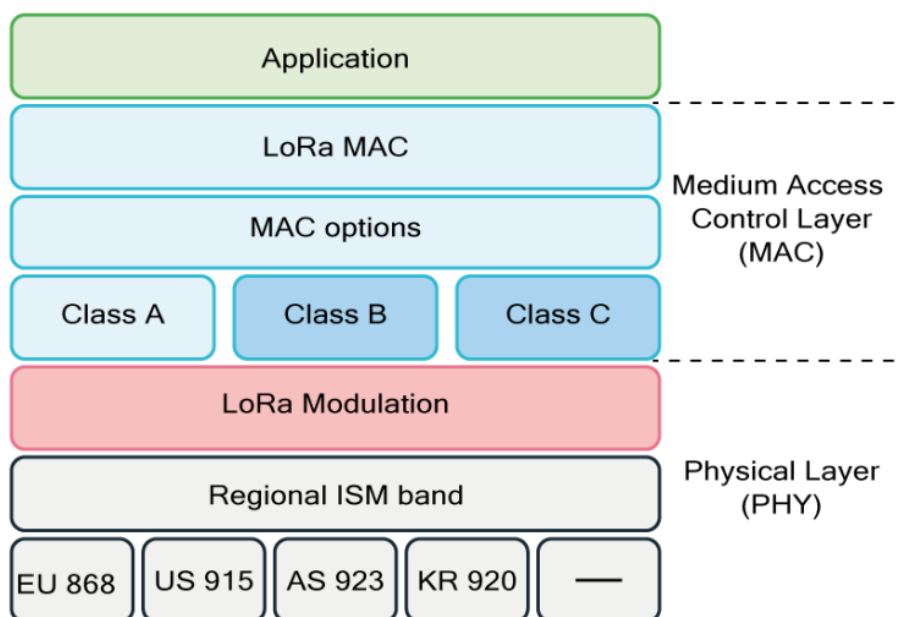 Application
LoRa MAC
MAC options
Class A
Class B
Class C
Medium Access
Control Layer
(MAC)
LoRa Modulation
Regional ISM band
EU 868
US 915
AS 923
KR 920
—
Physical Layer
(PHY)